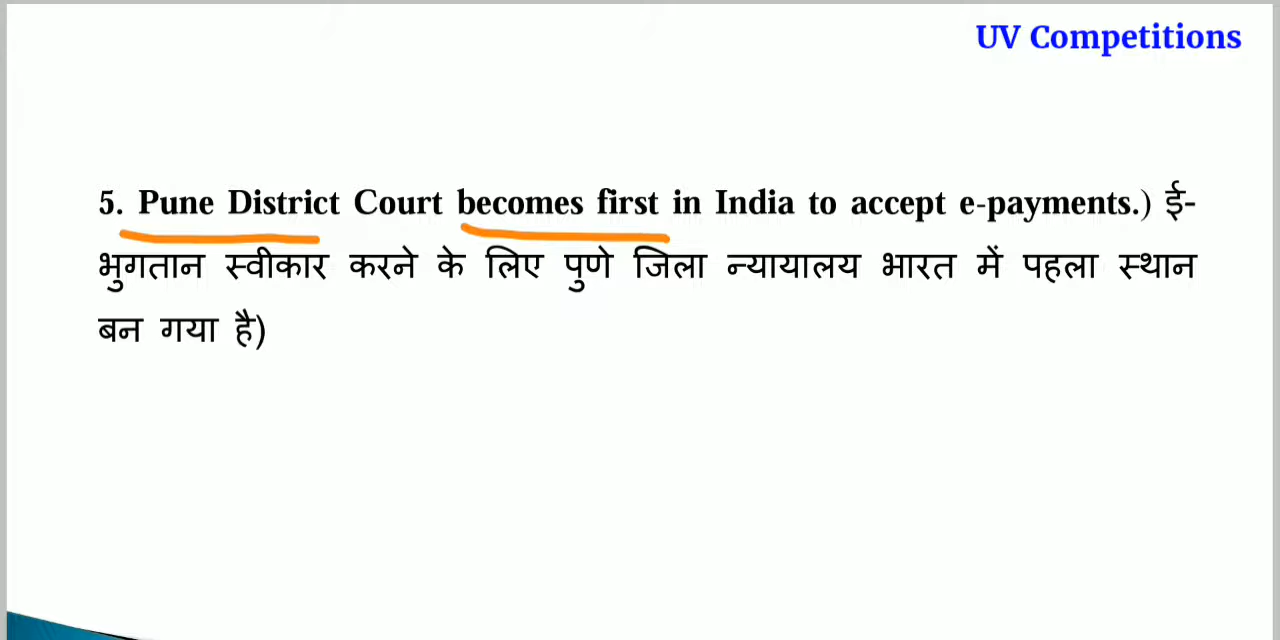 UV Competitions
5. Pune District Court becomes first in India to accept e-payments.) ई-
भुगतान स्वीकार करने के लिए पुणे जिला न्यायालय भारत में पहला स्थान
बन गया है)